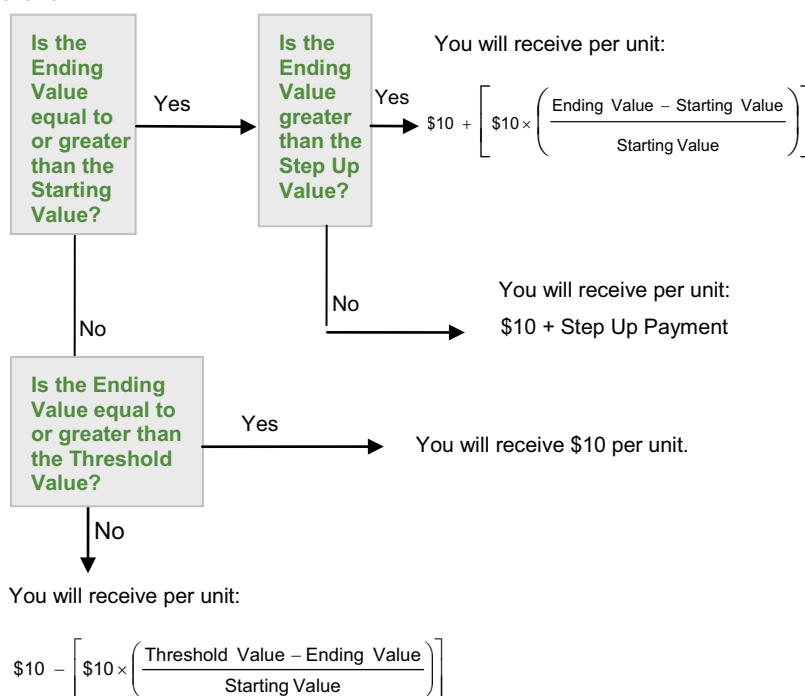 Is the
Ending
Value
equal to
or greater
than the
Starting
Value?
Yes
Is the
Ending
Value
greater
than the
Step Up
Value?
Yes
You will receive per unit:
$10 + [ $10 × ( Ending Value – Starting Value
Starting Value ) ]
No
You will receive per unit:
$10 + Step Up Payment
No
Is the Ending
Value equal to
or greater than
the Threshold
Value?
Yes
You will receive $10 per unit.
No
You will receive per unit:
$10 – [ $10 × ( Threshold Value – Ending Value
Starting Value ) ]